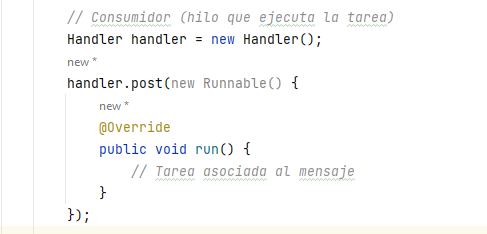 // Consumidor (hilo que ejecuta la tarea)
Handler handler = new Handler();
new *
handler.post(new Runnable() {
new *
@Override
public void run() {
// Tarea asociada al mensaje
}
});